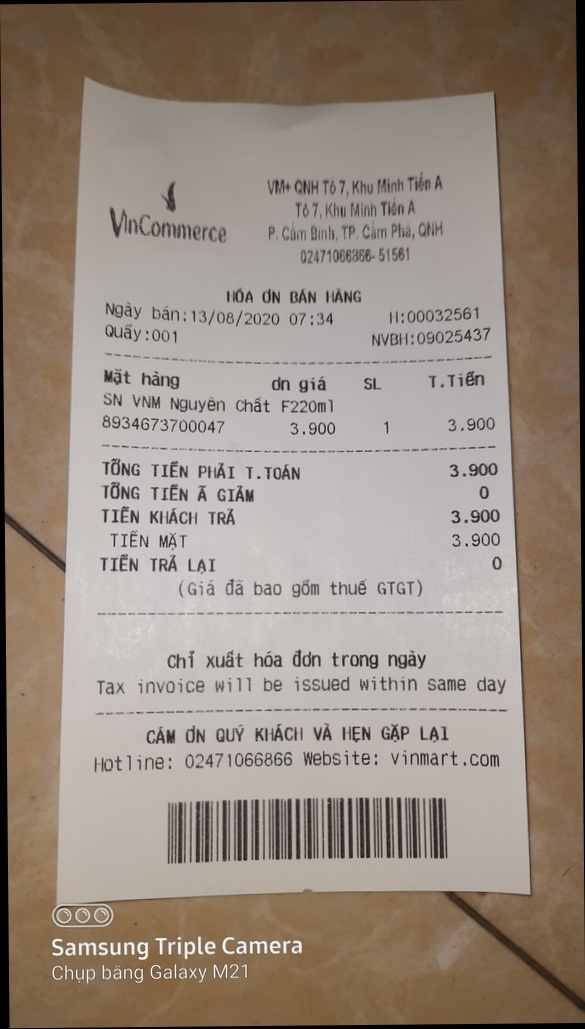 VinCommerce
VM+ QNH Tổ 7, Khu Minh Tiến A
Tổ 7, Khu Minh Tiến A
P. Cẩm Bình, TP. Cẩm Phả, QNH
02471066866- 51561
HÓA ƠN BÁN HÀNG
Ngày bán:13/08/2020 07:34 H:00032561
Quầy:001 NVBH:09025437
Mặt hàng ơn giá SL T.Tiền
SN VNM Nguyên Chất F220ml
8934673700047 3.900 1 3.900
TỔNG TIỀN PHẢI T.TOÁN 3.900
TỔNG TIỀN Ã GIẢM 0
TIỀN KHÁCH TRẢ 3.900
TIỀN MẶT 3.900
TIỀN TRẢ LẠI 0
(Giá đã bao gồm thuế GTGT)
Chỉ xuất hóa đơn trong ngày
Tax invoice will be issued within same day
CẢM ƠN QUÝ KHÁCH VÀ HẸN GẶP LẠI
Hotline: 02471066866 Website: vinmart.com
Samsung Triple Camera
Chụp bằng Galaxy M21